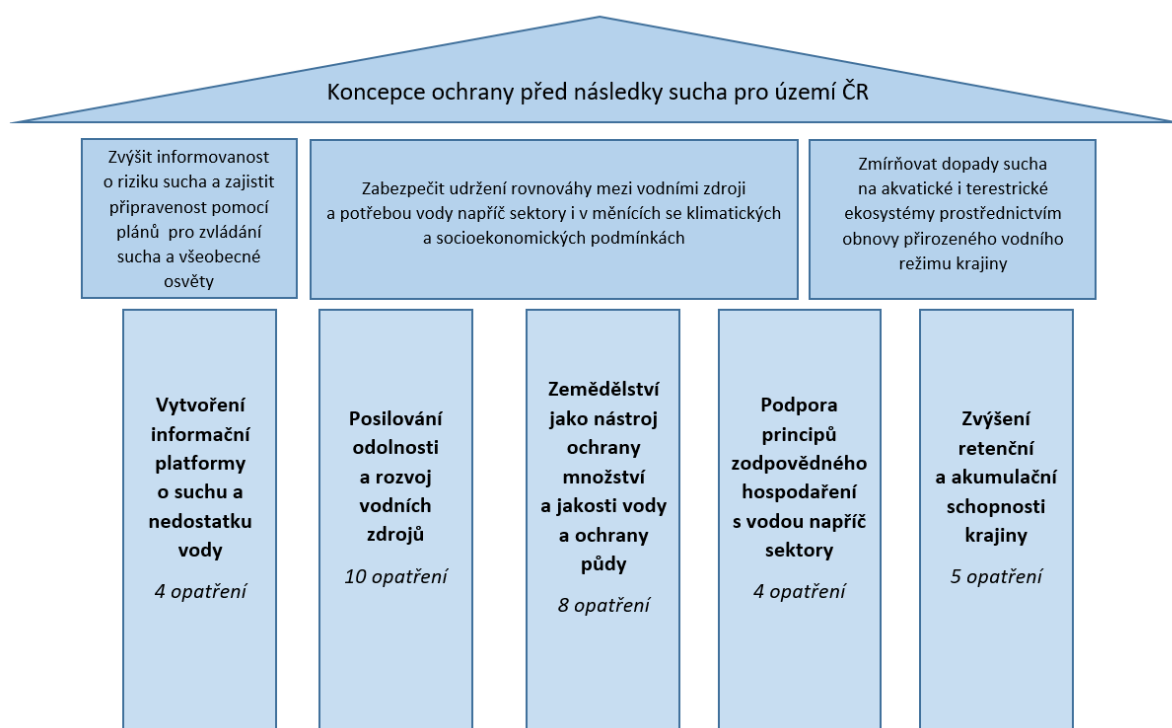 Koncepce ochrany před následky sucha pro území ČR
Zvýšit informovanost
o riziku sucha a zajistit
připravenost pomocí
plánů pro zvládání
sucha a všeobecné
osvěty
Zabezpečit udržení rovnováhy mezi vodními zdroji
a potřebou vody napříč sektory i v měnících se klimatických
a socioekonomických podmínkách
Zmírňovat dopady sucha
na akvatické i terestrické
ekosystémy prostřednictvím
obnovy přirozeného vodního
režimu krajiny
Vytvoření
informační
platformy
o suchu a
nedostatku
vody
4 opatření
Posilování
odolnosti
a rozvoj
vodních
zdrojů
10 opatření
Zemědělství
jako nástroj
ochrany
množství
a jakosti vody
a ochrany
půdy
8 opatření
Podpora
principů
zodpovědného
hospodaření
s vodou napříč
sektory
4 opatření
Zvýšení
retenční
a akumulační
schopnosti
krajiny
5 opatření